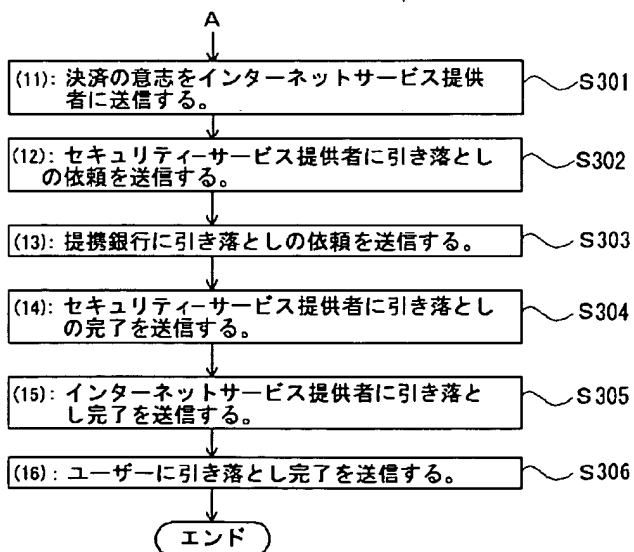 A
(11): 決済の意志をインターネットサービス提供
者に送信する。
S301
(12): セキュリティーサービス提供者に引き落とし
の依頼を送信する。
S302
(13): 提携銀行に引き落としの依頼を送信する。
S303
(14): セキュリティーサービス提供者に引き落とし
の完了を送信する。
S304
(15): インターネットサービス提供者に引き落と
し完了を送信する。
S305
(16): ユーザーに引き落とし完了を送信する。
S306
エンド